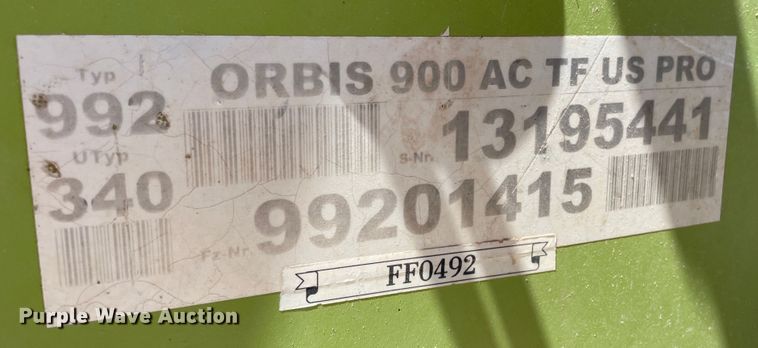 Typ
ORBIS 900 AC TF US PRO
992
S-Nr. 13195441
UTyp
340
Fz-Nr. 99201415
FF0492
Purple Wave Auction